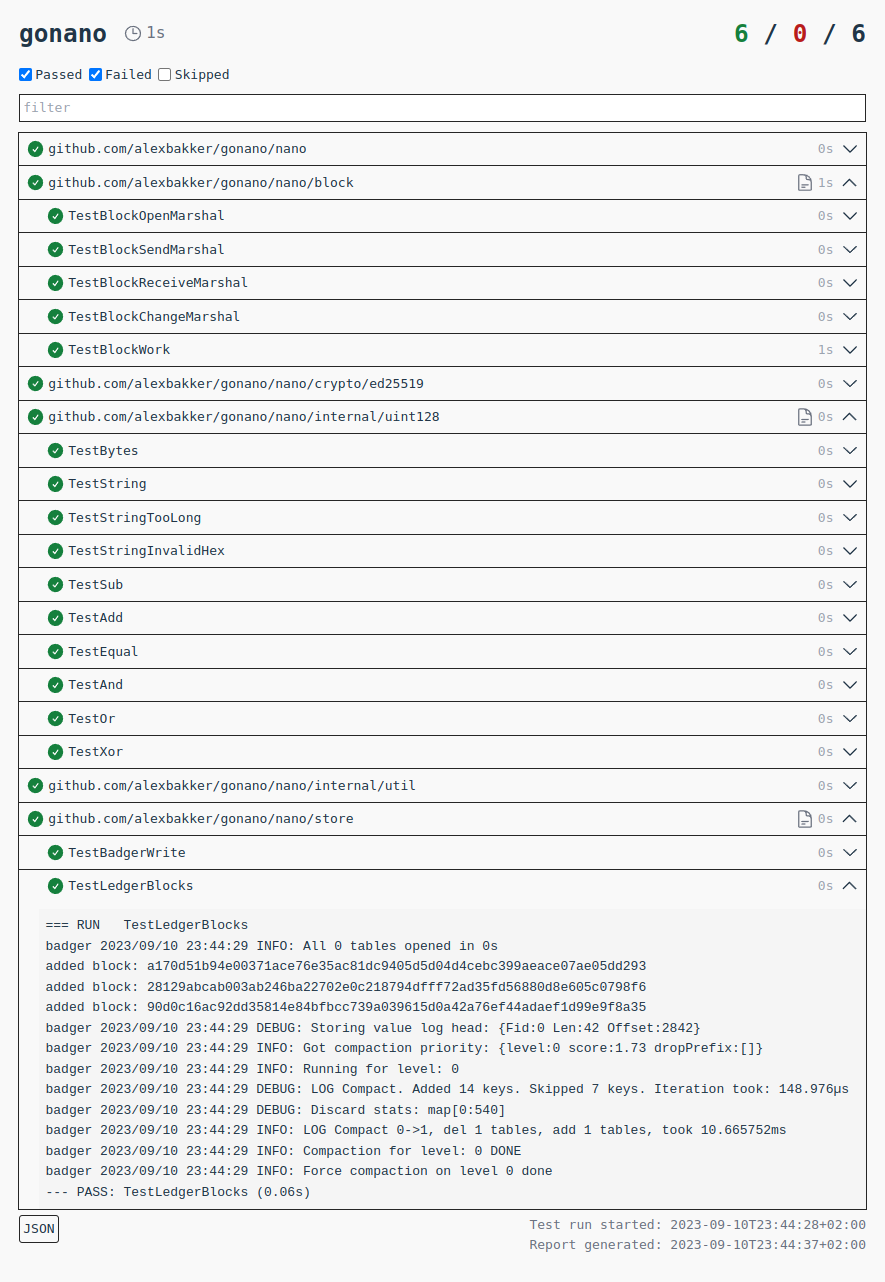 gonano 1s 6 / 0 / 6
Passed Failed Skipped
filter
github.com/alexbakker/gonano/nano 0s
github.com/alexbakker/gonano/nano/block 1s
TestBlockOpenMarshal 0s
TestBlockSendMarshal 0s
TestBlockReceiveMarshal 0s
TestBlockChangeMarshal 0s
TestBlockWork 1s
github.com/alexbakker/gonano/nano/crypto/ed25519 0s
github.com/alexbakker/gonano/nano/internal/uint128 0s
TestBytes 0s
TestString 0s
TestStringTooLong 0s
TestStringInvalidHex 0s
TestSub 0s
TestAdd 0s
TestEqual 0s
TestAnd 0s
TestOr 0s
TestXor 0s
github.com/alexbakker/gonano/nano/internal/util 0s
github.com/alexbakker/gonano/nano/store 0s
TestBadgerWrite 0s
TestLedgerBlocks 0s
=== RUN   TestLedgerBlocks
badger 2023/09/10 23:44:29 INFO: All 0 tables opened in 0s
added block: a170d51b94e00371ace76e35ac81dc9405d5d04d4cebc399aeace07ae05dd293
added block: 28129abcab003ab246ba22702e0c218794dfff72ad35fd56880d8e605c0798f6
added block: 90d0c16ac92dd35814e84bfbcc739a039615d0a42a76ef44adaef1d99e9f8a35
badger 2023/09/10 23:44:29 DEBUG: Storing value log head: {Fid:0 Len:42 Offset:2842}
badger 2023/09/10 23:44:29 INFO: Got compaction priority: {level:0 score:1.73 dropPrefix:[]}
badger 2023/09/10 23:44:29 INFO: Running for level: 0
badger 2023/09/10 23:44:29 DEBUG: LOG Compact. Added 14 keys. Skipped 7 keys. Iteration took: 148.976µs
badger 2023/09/10 23:44:29 DEBUG: Discard stats: map[0:540]
badger 2023/09/10 23:44:29 INFO: LOG Compact 0->1, del 1 tables, add 1 tables, took 10.665752ms
badger 2023/09/10 23:44:29 INFO: Compaction for level: 0 DONE
badger 2023/09/10 23:44:29 INFO: Force compaction on level 0 done
--- PASS: TestLedgerBlocks (0.06s)
JSON
Test run started: 2023-09-10T23:44:28+02:00
Report generated: 2023-09-10T23:44:37+02:00